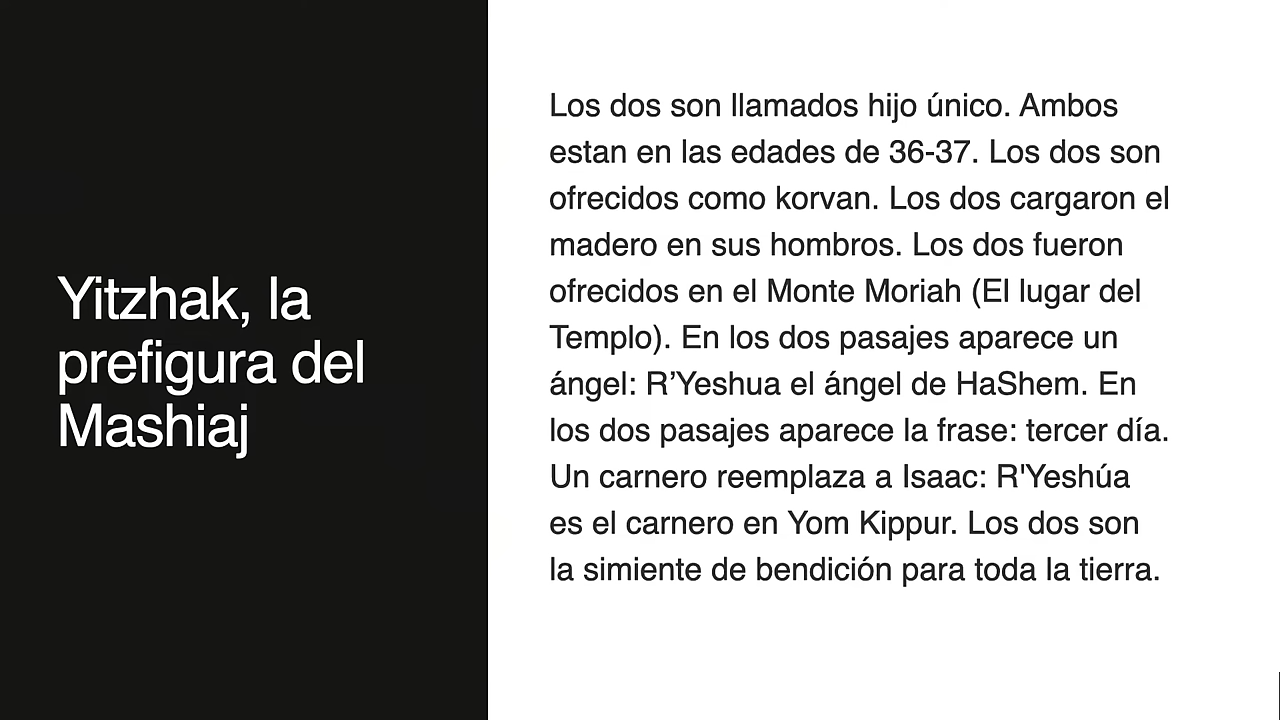 Yitzhak, la
prefigura del
Mashiaj
Los dos son llamados hijo único. Ambos
estan en las edades de 36-37. Los dos son
ofrecidos como korvan. Los dos cargaron el
madero en sus hombros. Los dos fueron
ofrecidos en el Monte Moriah (El lugar del
Templo). En los dos pasajes aparece un
ángel: R’Yeshua el ángel de HaShem. En
los dos pasajes aparece la frase: tercer día.
Un carnero reemplaza a Isaac: R'Yeshúa
es el carnero en Yom Kippur. Los dos son
la simiente de bendición para toda la tierra.